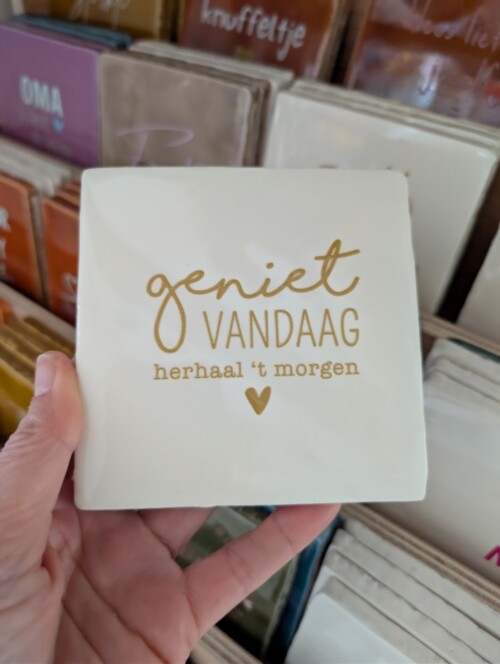 knuffeltje
OMA
geniet
VANDAAG
herhaal 't morgen